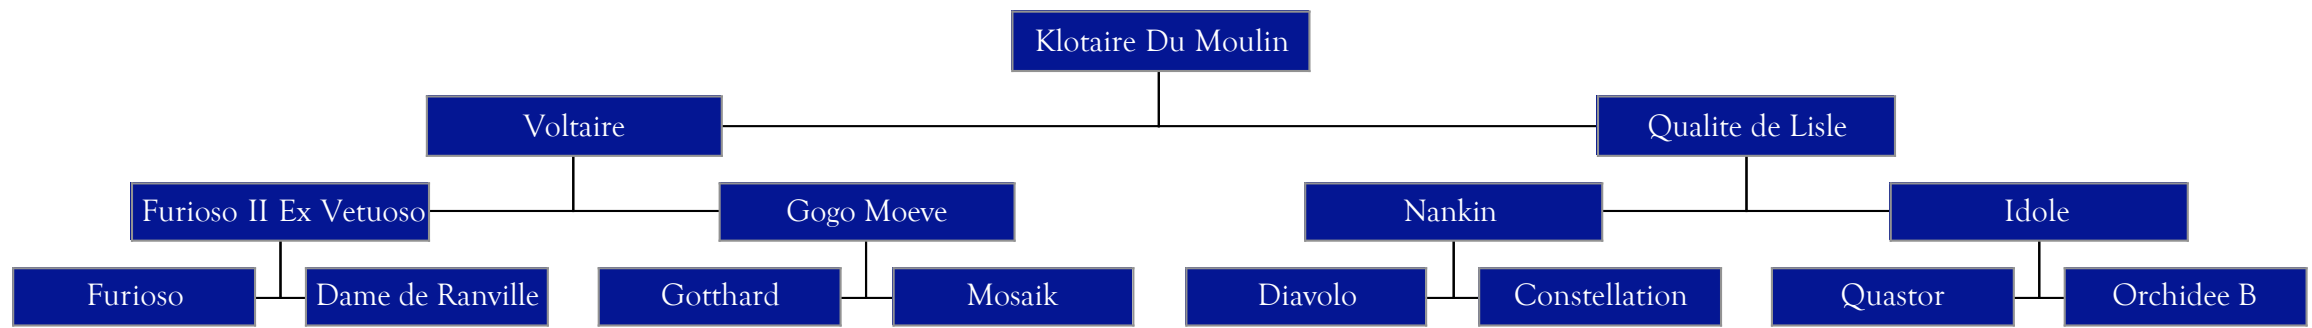 Klotaire Du Moulin
Voltaire
Qualite de Lisle
Furioso II Ex Vetuoso
Gogo Moeve
Nankin
Idole
Furioso
Dame de Ranville
Gotthard
Mosaik
Diavolo
Constellation
Quastor
Orchidee B